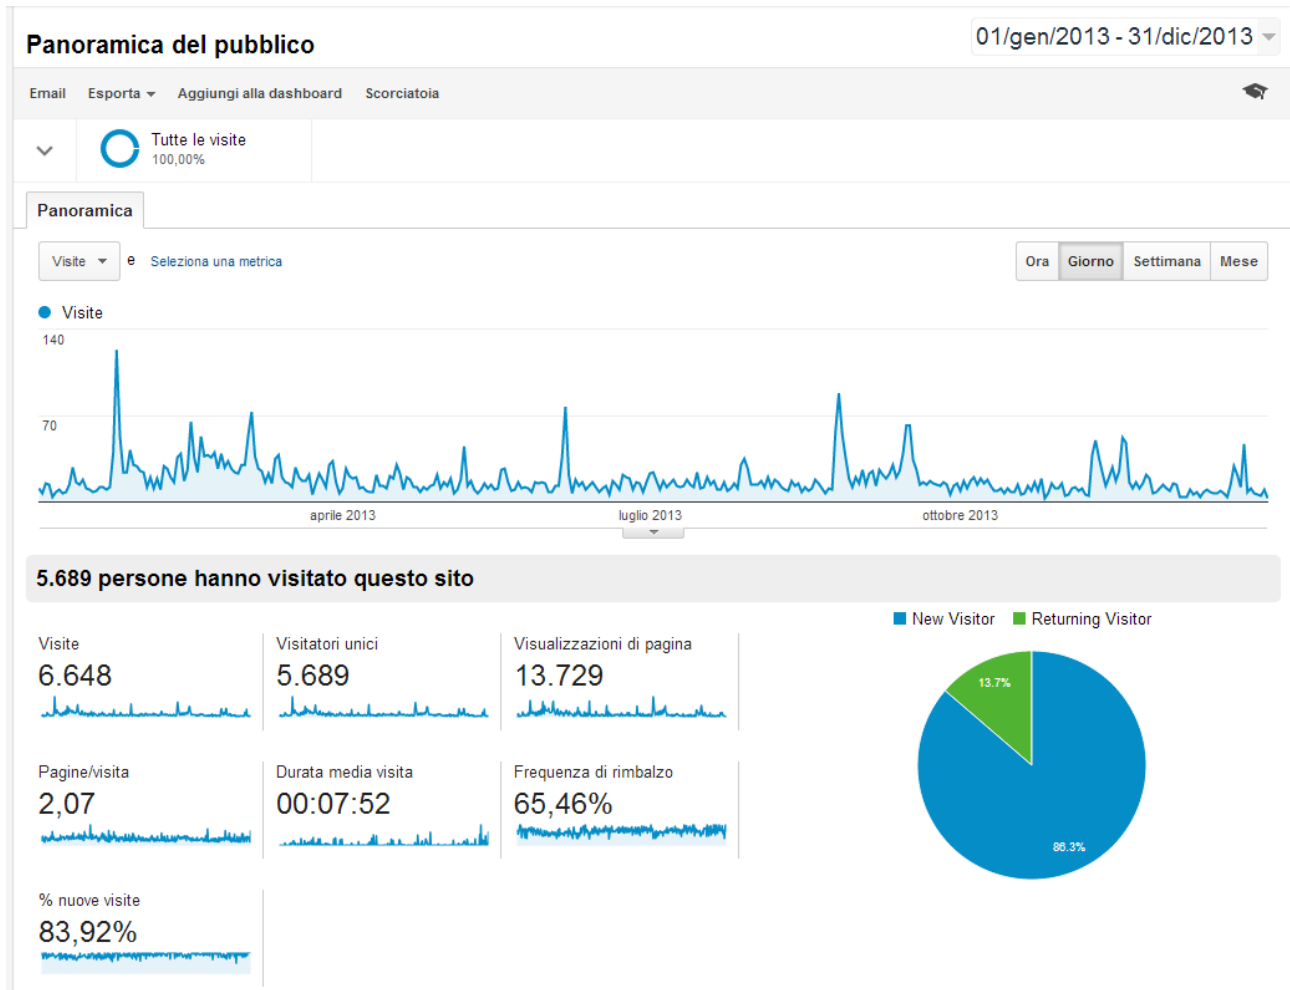 Panoramica del pubblico
01/gen/2013 - 31/dic/2013
Email Esporta Aggiungi alla dashboard Scorciatoia
Tutte le visite
100,00%
Panoramica
Visite e Seleziona una metrica
Ora Giorno Settimana Mese
Visite
140
70
aprile 2013 luglio 2013 ottobre 2013
5.689 persone hanno visitato questo sito
New Visitor Returning Visitor
Visite
6.648
Visitatori unici
5.689
Visualizzazioni di pagina
13.729
Pagine/visita
2,07
Durata media visita
00:07:52
Frequenza di rimbalzo
65,46%
% nuove visite
83,92%
13.7%
86.3%